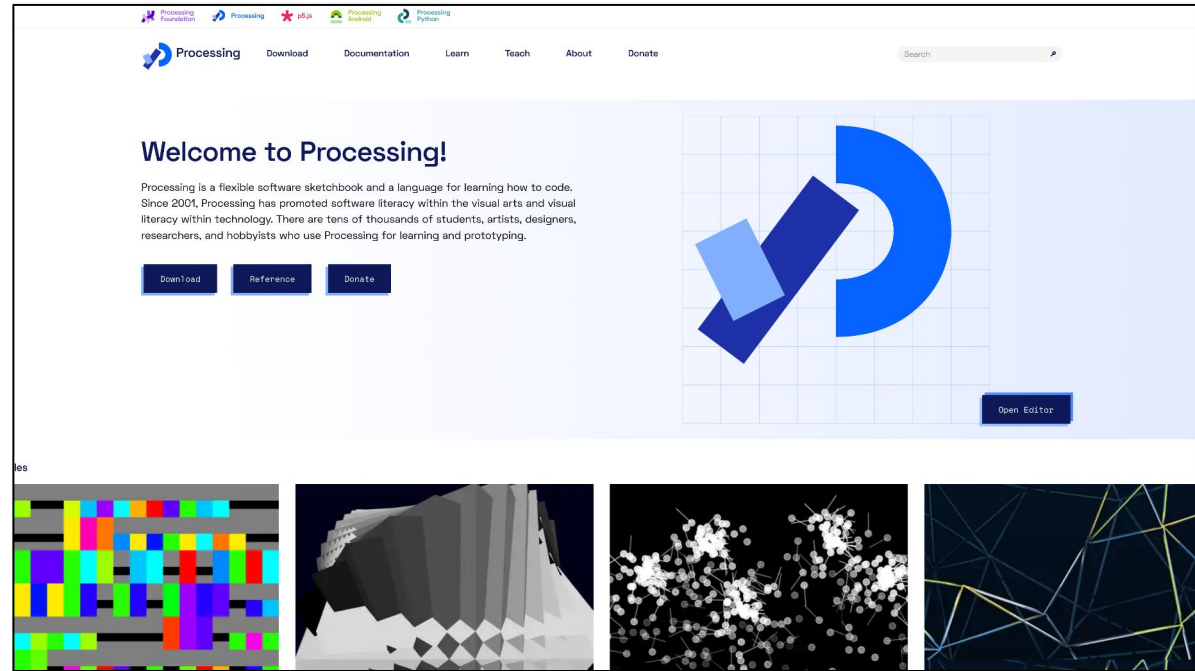 Processing
Foundation
Processing
p5.js
Processing
Android
Processing
Python
Processing
Download
Documentation
Learn
Teach
About
Donate
Search
Welcome to Processing!
Processing is a flexible software sketchbook and a language for learning how to code.
Since 2001, Processing has promoted software literacy within the visual arts and visual
literacy within technology. There are tens of thousands of students, artists, designers,
researchers, and hobbyists who use Processing for learning and prototyping.
Download
Reference
Donate
Open Editor
les